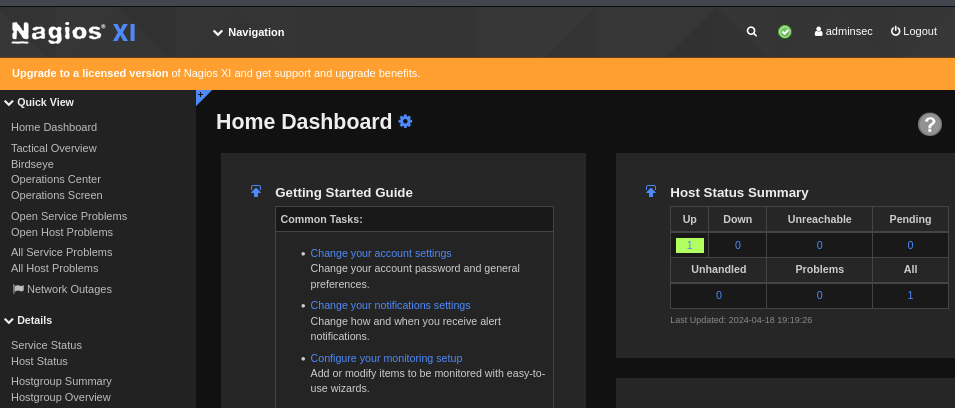 Nagios® XI
Navigation
adminsec
Logout
Upgrade to a licensed version of Nagios XI and get support and upgrade benefits.
Quick View
Home Dashboard
Tactical Overview
Birdseye
Operations Center
Operations Screen
Open Service Problems
Open Host Problems
All Service Problems
All Host Problems
Network Outages
Details
Service Status
Host Status
Hostgroup Summary
Hostgroup Overview
+
Home Dashboard
?
Getting Started Guide
Common Tasks:
• Change your account settings
Change your account password and general
preferences.
• Change your notifications settings
Change how and when you receive alert
notifications.
• Configure your monitoring setup
Add or modify items to be monitored with easy-to-
use wizards.
Host Status Summary
Up Down Unreachable Pending
1 0 0 0
Unhandled Problems All
0 0 1
Last Updated: 2024-04-18 19:19:26